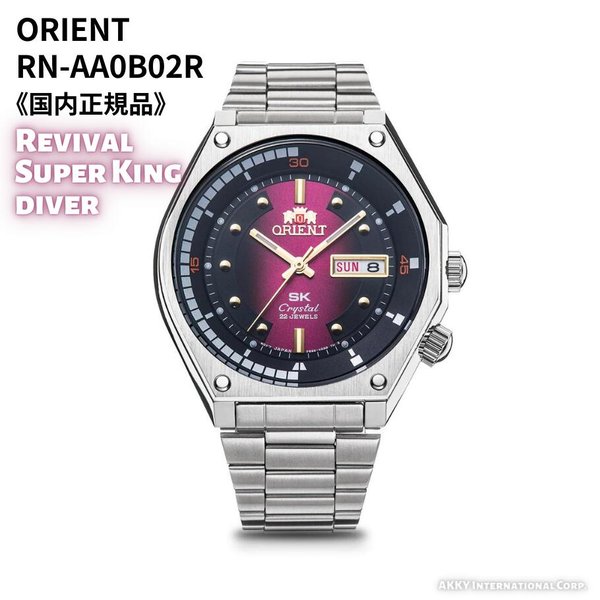 ORIENT
RN-AA0B02R
《国内正規品》
REVIVAL
SUPER KING
DIVER
30
15
45
ORIENT
SUN 8
SK
Crystal
22 JEWELS
AKKY INTERNATIONAL CORP.